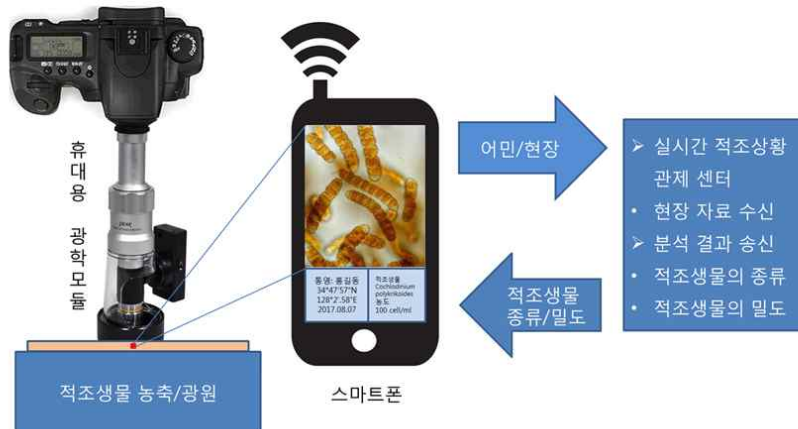 휴대용 광학모듈
적조생물 농축/광원
통영: 홍길동
34°47'57"N
128°2'.58"E
2017.08.07
적조생물
Cochlodinium
polykrikoides
농도
100 cell/ml
스마트폰
어민/현장
적조생물
종류/밀도
➢ 실시간 적조상황
관제 센터
• 현장 자료 수신
➢ 분석 결과 송신
• 적조생물의 종류
• 적조생물의 밀도